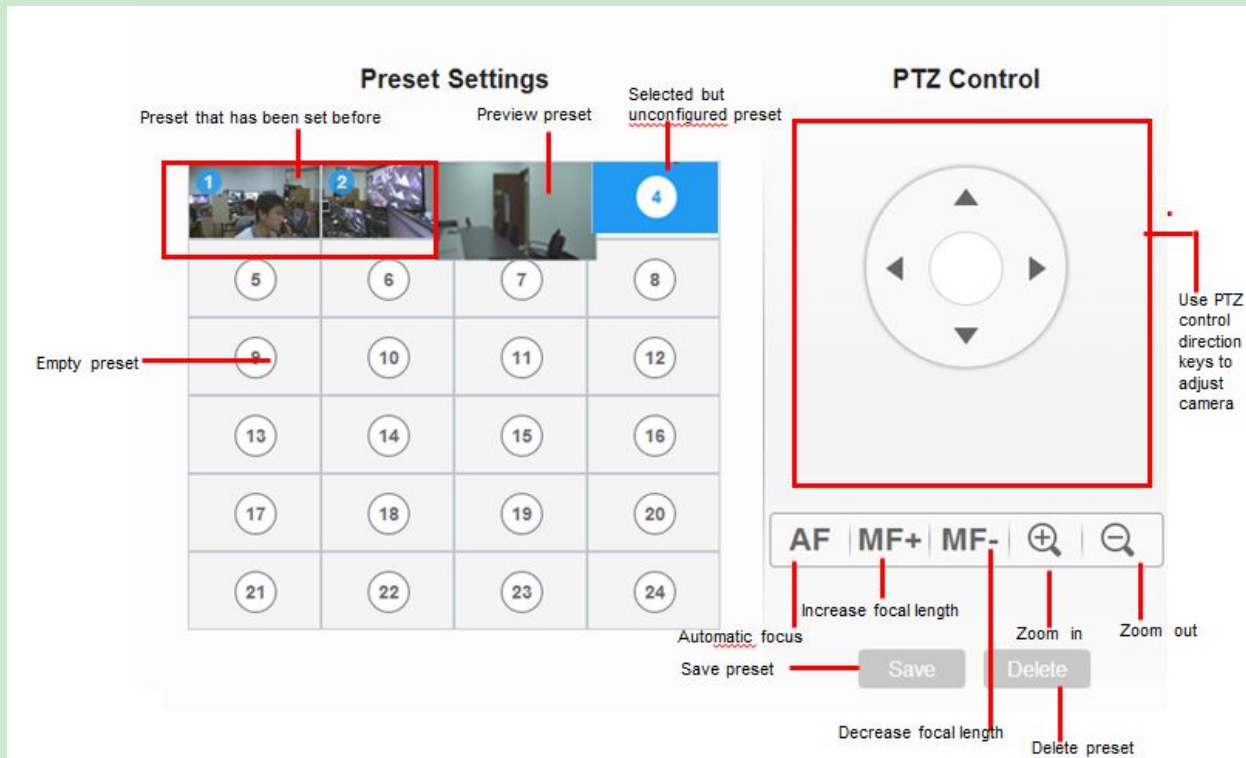 Preset Settings
PTZ Control
Preset that has been set before
Preview preset
Selected but
unconfigured preset
1
2
4
5
6
7
8
Empty preset
9
10
11
12
13
14
15
16
17
18
19
20
21
22
23
24
Use PTZ
control
direction
keys to
adjust
camera
AF MF+ MF-
Increase focal length
Automatic focus
Zoom in
Zoom out
Save preset
Save
Delete
Decrease focal length
Delete preset